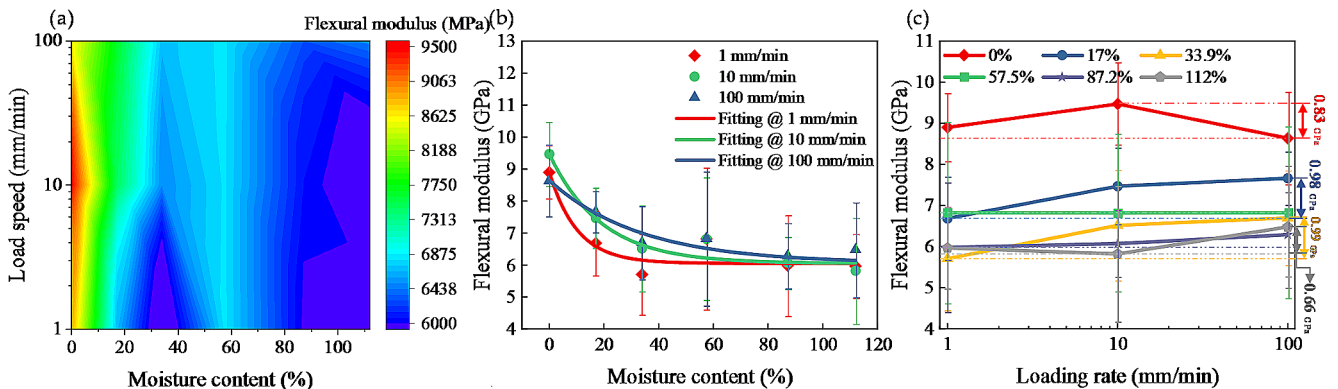 (a)
Flexural modulus (MPa)
100
10
1
Load speed (mm/min)
0
20
40
60
80
100
Moisture content (%)
9500
9063
8625
8188
7750
7313
6875
6438
6000
(b)
13
12
11
10
9
8
7
6
5
4
Flexural modulus (GPa)
1 mm/min
10 mm/min
100 mm/min
Fitting @ 1 mm/min
Fitting @ 10 mm/min
Fitting @ 100 mm/min
0
20
40
60
80
100
120
Moisture content (%)
(c)
11
10
9
8
7
6
5
4
Flexural modulus (GPa)
0%
17%
33.9%
57.5%
87.2%
112%
0.83 GPa
0.98 GPa
0.99 GPa
0.66 GPa
1
10
100
Loading rate (mm/min)